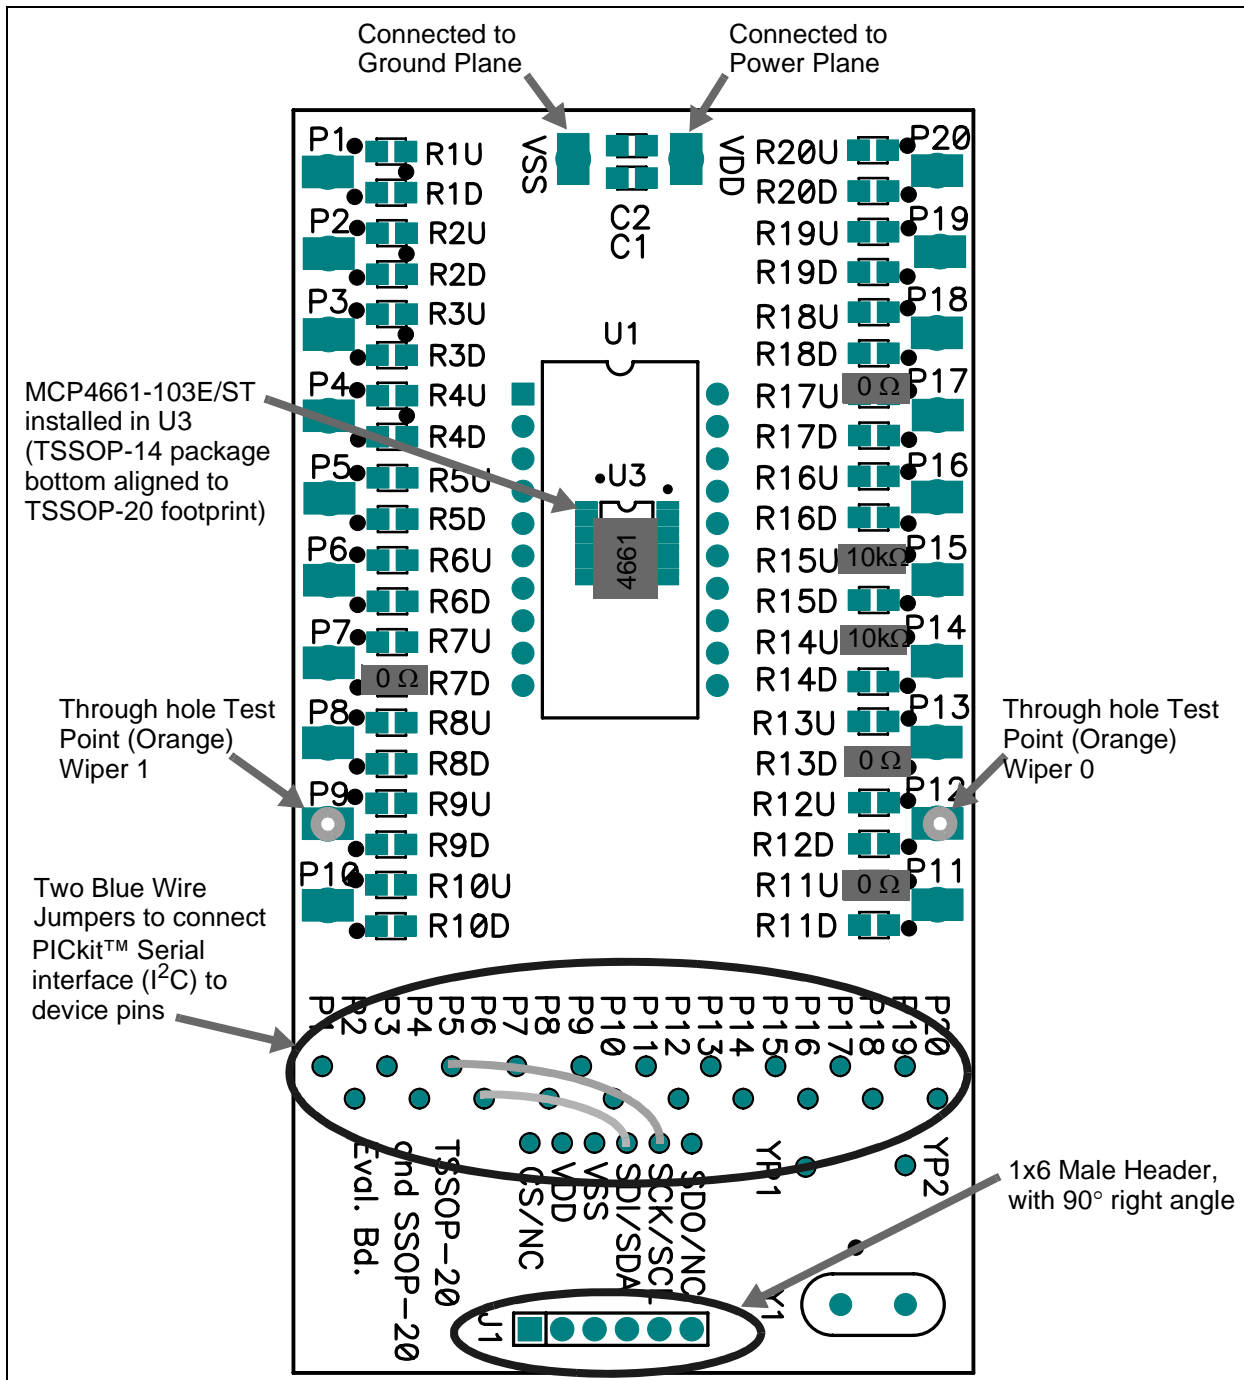 Connected to
Ground Plane
Connected to
Power Plane
P1
R1U
R1D
P2
R2U
R2D
P3
R3U
R3D
P4
R4U
R4D
P5
R5U
R5D
P6
R6U
R6D
P7
R7U
0 Ω
R7D
P8
R8U
R8D
P9
R9U
R9D
P10
R10U
R10D
VSS
VDD
C2
C1
U1
U3
4661
R20U
P20
R20D
R19U
P19
R19D
R18U
P18
R18D
R17U
0 Ω
P17
R17D
R16U
P16
R16D
R15U
10kΩ
P15
R15D
R14U
10kΩ
P14
R14D
R13U
P13
R13D
0 Ω
R12U
P12
R12D
R11U
0 Ω
P11
R11D
MCP4661-103E/ST
installed in U3
(TSSOP-14 package
bottom aligned to
TSSOP-20 footprint)
Through hole Test
Point (Orange)
Wiper 1
Through hole Test
Point (Orange)
Wiper 0
Two Blue Wire
Jumpers to connect
PICkit™ Serial
interface (I²C) to
device pins
P1
P2
P3
P4
P5
P6
P7
P8
P9
P10
P11
P12
P13
P14
P15
P16
P17
P18
P19
P20
TSSOP-20
and SSOP-20
Eval. Bd.
CS/NC
VDD
VSS
SDI/SDA
SCK/SCL
SDO/NC
YP1
YP2
1x6 Male Header,
with 90° right angle
J1
Y1